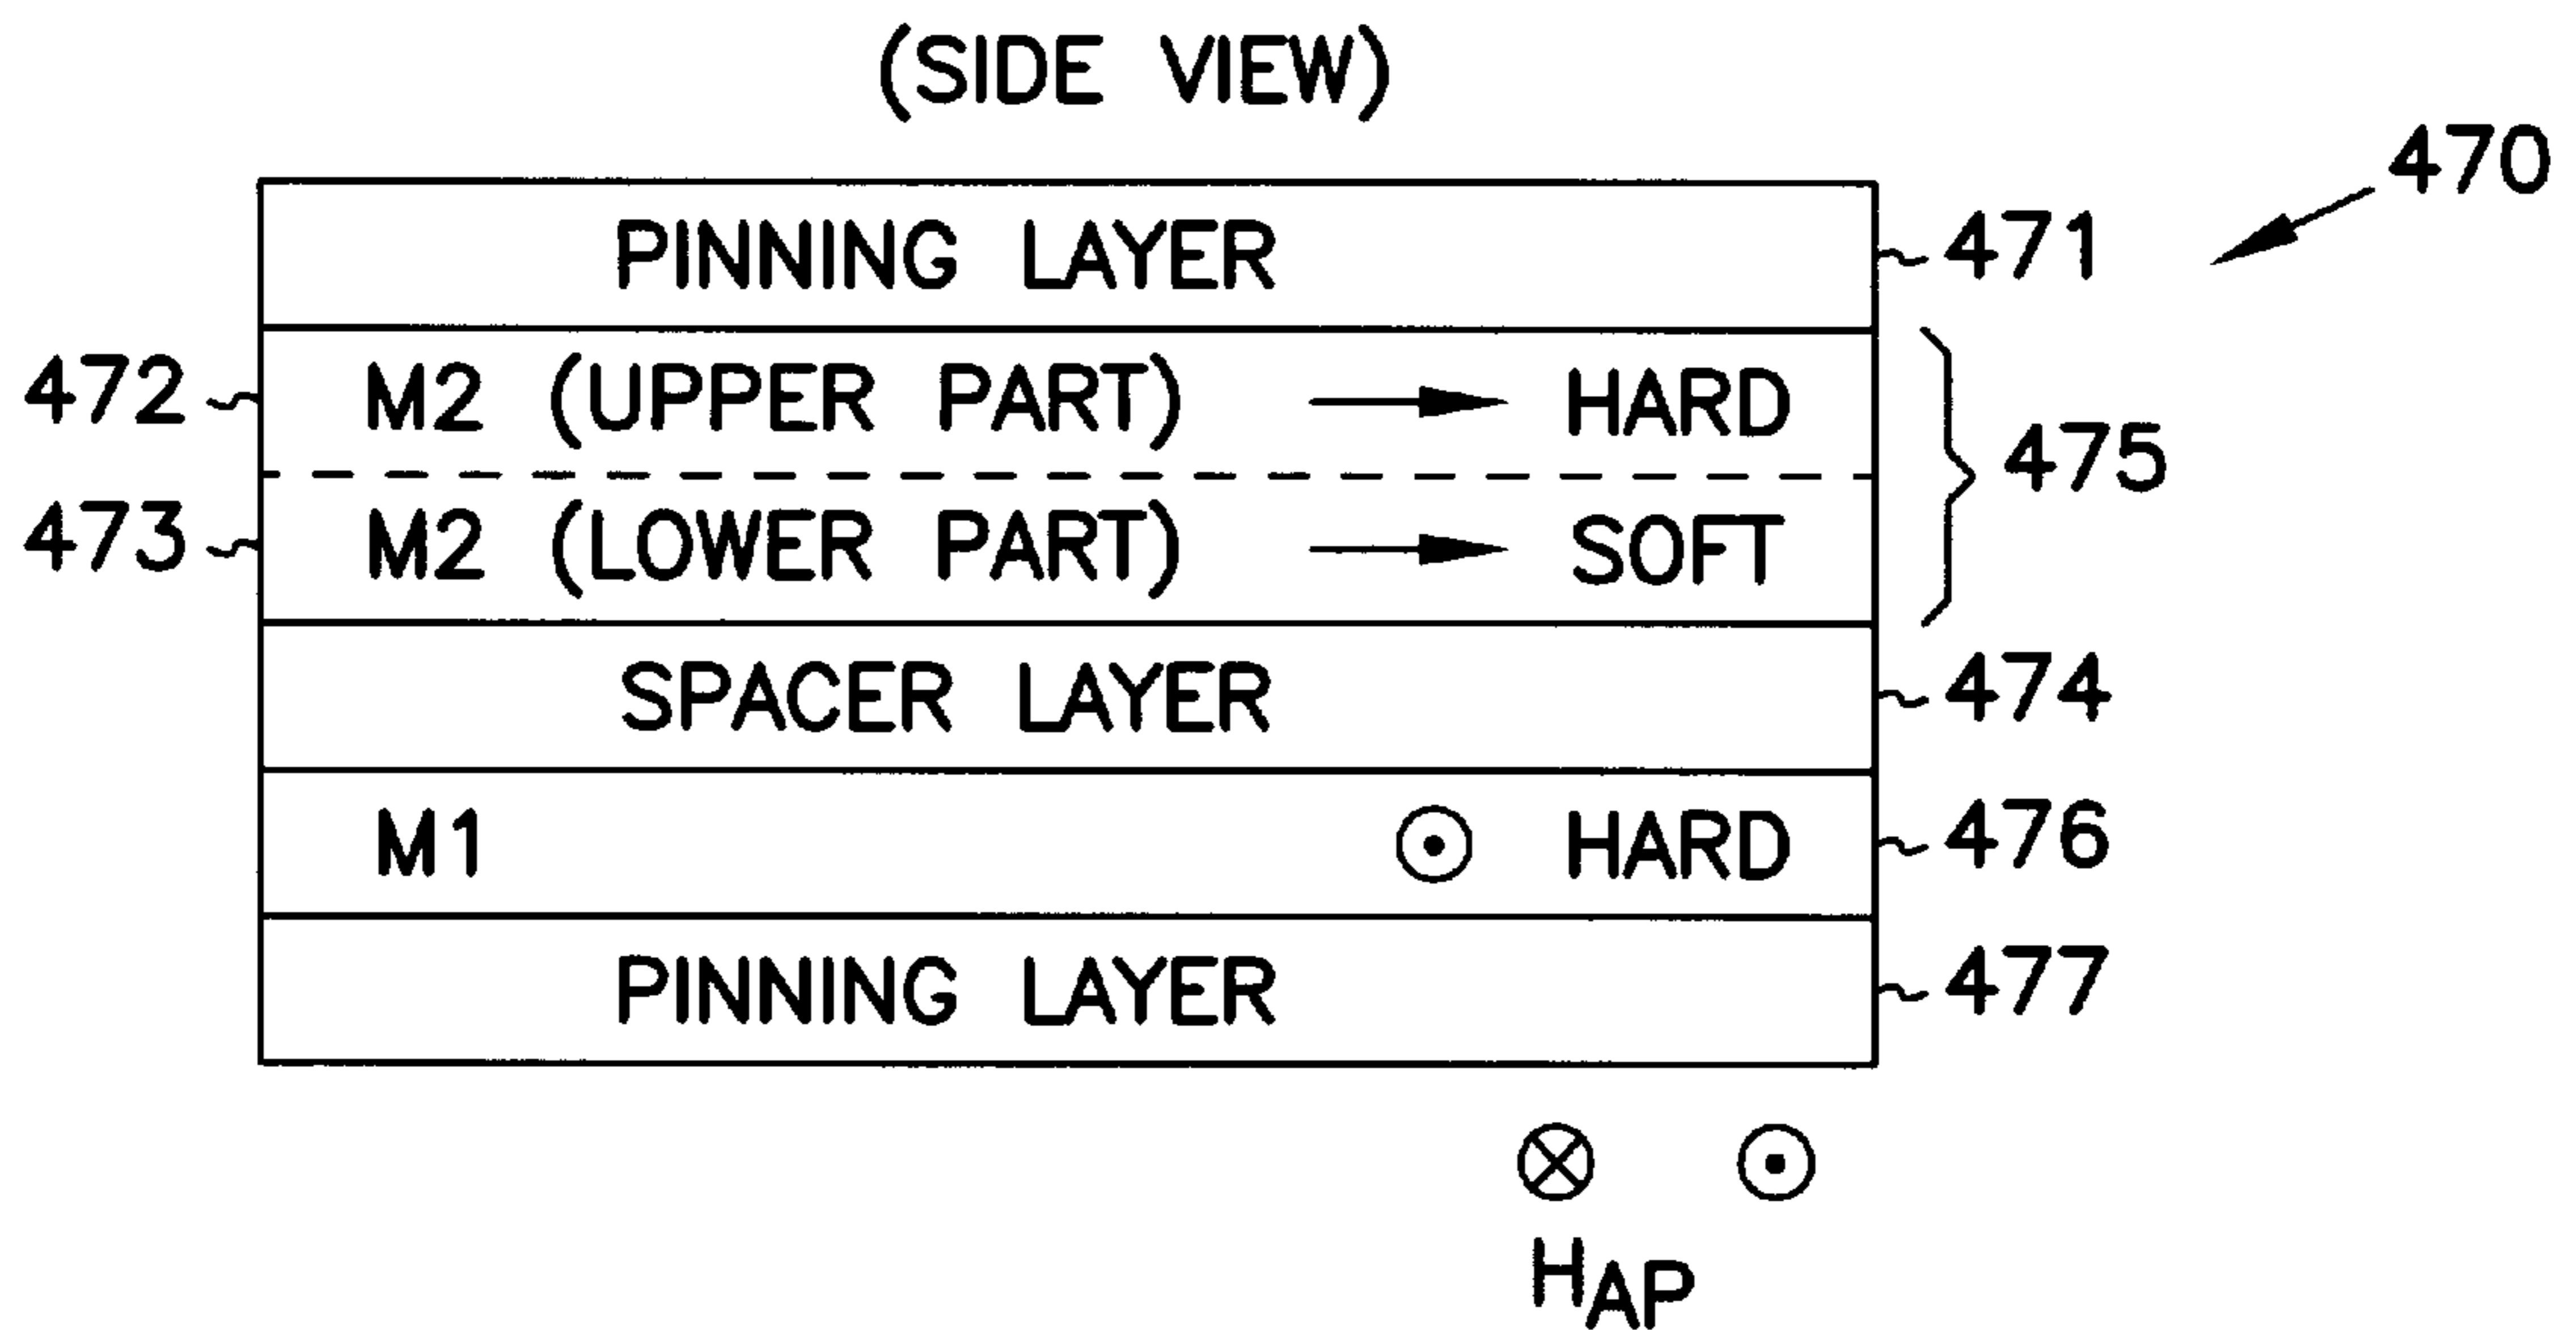 (SIDE VIEW)
470
PINNING LAYER 471
472 M2 (UPPER PART) HARD
475
473 M2 (LOWER PART) SOFT
SPACER LAYER 474
M1 HARD 476
PINNING LAYER 477
HAP